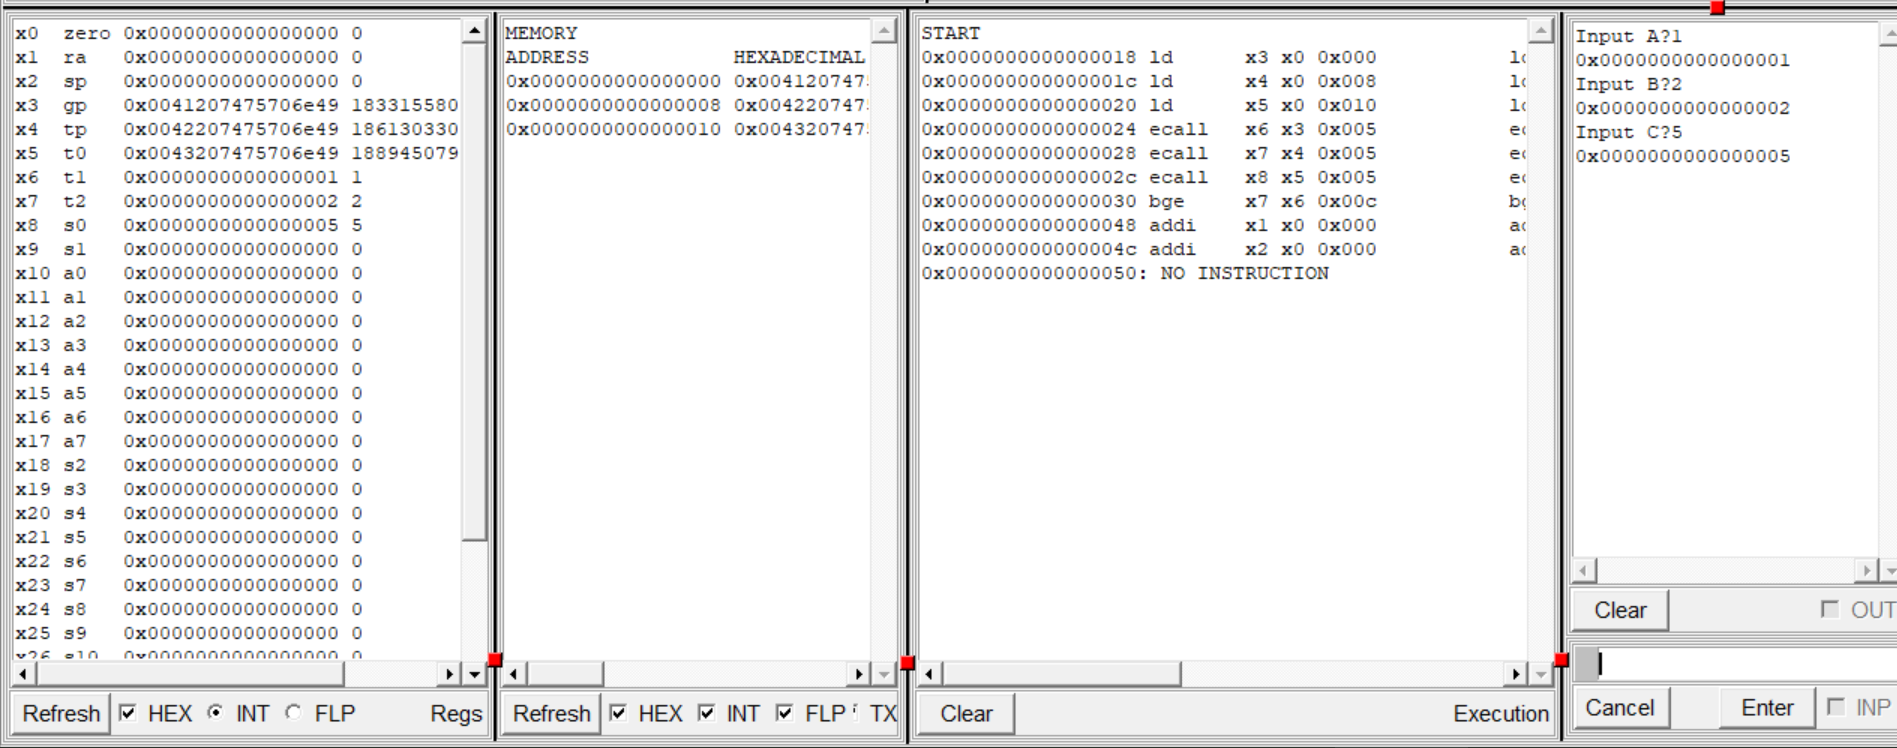 x0 zero 0x0000000000000000 0
x1 ra 0x0000000000000000 0
x2 sp 0x0000000000000000 0
x3 gp 0x0041207475706e49 183315580
x4 tp 0x0042207475706e49 186130330
x5 t0 0x0043207475706e49 188945079
x6 t1 0x0000000000000001 1
x7 t2 0x0000000000000002 2
x8 s0 0x0000000000000005 5
x9 s1 0x0000000000000000 0
x10 a0 0x0000000000000000 0
x11 a1 0x0000000000000000 0
x12 a2 0x0000000000000000 0
x13 a3 0x0000000000000000 0
x14 a4 0x0000000000000000 0
x15 a5 0x0000000000000000 0
x16 a6 0x0000000000000000 0
x17 a7 0x0000000000000000 0
x18 s2 0x0000000000000000 0
x19 s3 0x0000000000000000 0
x20 s4 0x0000000000000000 0
x21 s5 0x0000000000000000 0
x22 s6 0x0000000000000000 0
x23 s7 0x0000000000000000 0
x24 s8 0x0000000000000000 0
x25 s9 0x0000000000000000 0
x26 s10 0x0000000000000000 0
Refresh HEX INT FLP Regs
MEMORY
ADDRESS HEXADECIMAL
0x0000000000000000 0x004120747
0x0000000000000008 0x004220747
0x0000000000000010 0x004320747
Refresh HEX INT FLP TX
START
0x0000000000000018 ld x3 x0 0x000
0x000000000000001c ld x4 x0 0x008
0x0000000000000020 ld x5 x0 0x010
0x0000000000000024 ecall x6 x3 0x005
0x0000000000000028 ecall x7 x4 0x005
0x000000000000002c ecall x8 x5 0x005
0x0000000000000030 bge x7 x6 0x00c
0x0000000000000048 addi x1 x0 0x000
0x000000000000004c addi x2 x0 0x000
0x0000000000000050: NO INSTRUCTION
Clear Execution
Input A?1
0x0000000000000001
Input B?2
0x0000000000000002
Input C?5
0x0000000000000005
Clear OUT
Cancel Enter INP